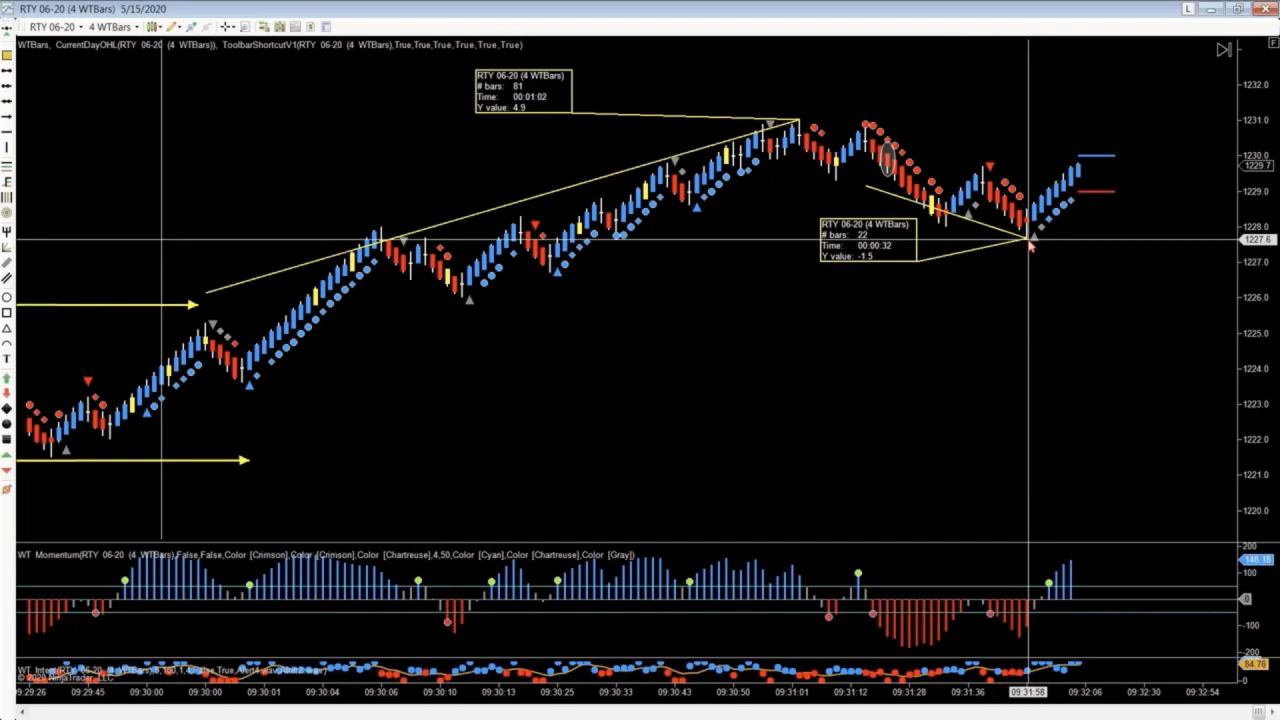 RTY 06-20 (4 WTBars) 5/15/2020
L
RTY 06-20 4 WTBars
WTBars, CurrentDayOHL(RTY 06-20 (4 WTBars)), ToolbarShortcutV1(RTY 06-20 (4 WTBars),True,True,True,True,True,True)
F
RTY 06-20 (4 WTBars)
# bars: 81
Time: 00:01:02
Y value: 4.9
RTY 06-20 (4 WTBars)
# bars: 22
Time: 00:00:32
Y value: -1.5
1232.0
1231.0
1230.0
1229.7
1229.0
1228.0
1227.6
1227.0
1226.0
1225.0
1224.0
1223.0
1222.0
1221.0
1220.0
WT Momentum(RTY 06-20 (4 WTBars),False,False,Color [Crimson],Color [Crimson],Color [Chartreuse],4,50,Color [Cyan],Color [Chartreuse],Color [Gray])
200
146.18
100
0
-100
-200
84.76
0
© 2020 NinjaTrader, LLC
09:29:26 09:29:45 09:30:00 09:30:00 09:30:01 09:30:04 09:30:06 09:30:10 09:30:13 09:30:25 09:30:33 09:30:43 09:30:50 09:31:01 09:31:12 09:31:28 09:31:36 09:31:58 09:32:06 09:32:30 09:32:54
T